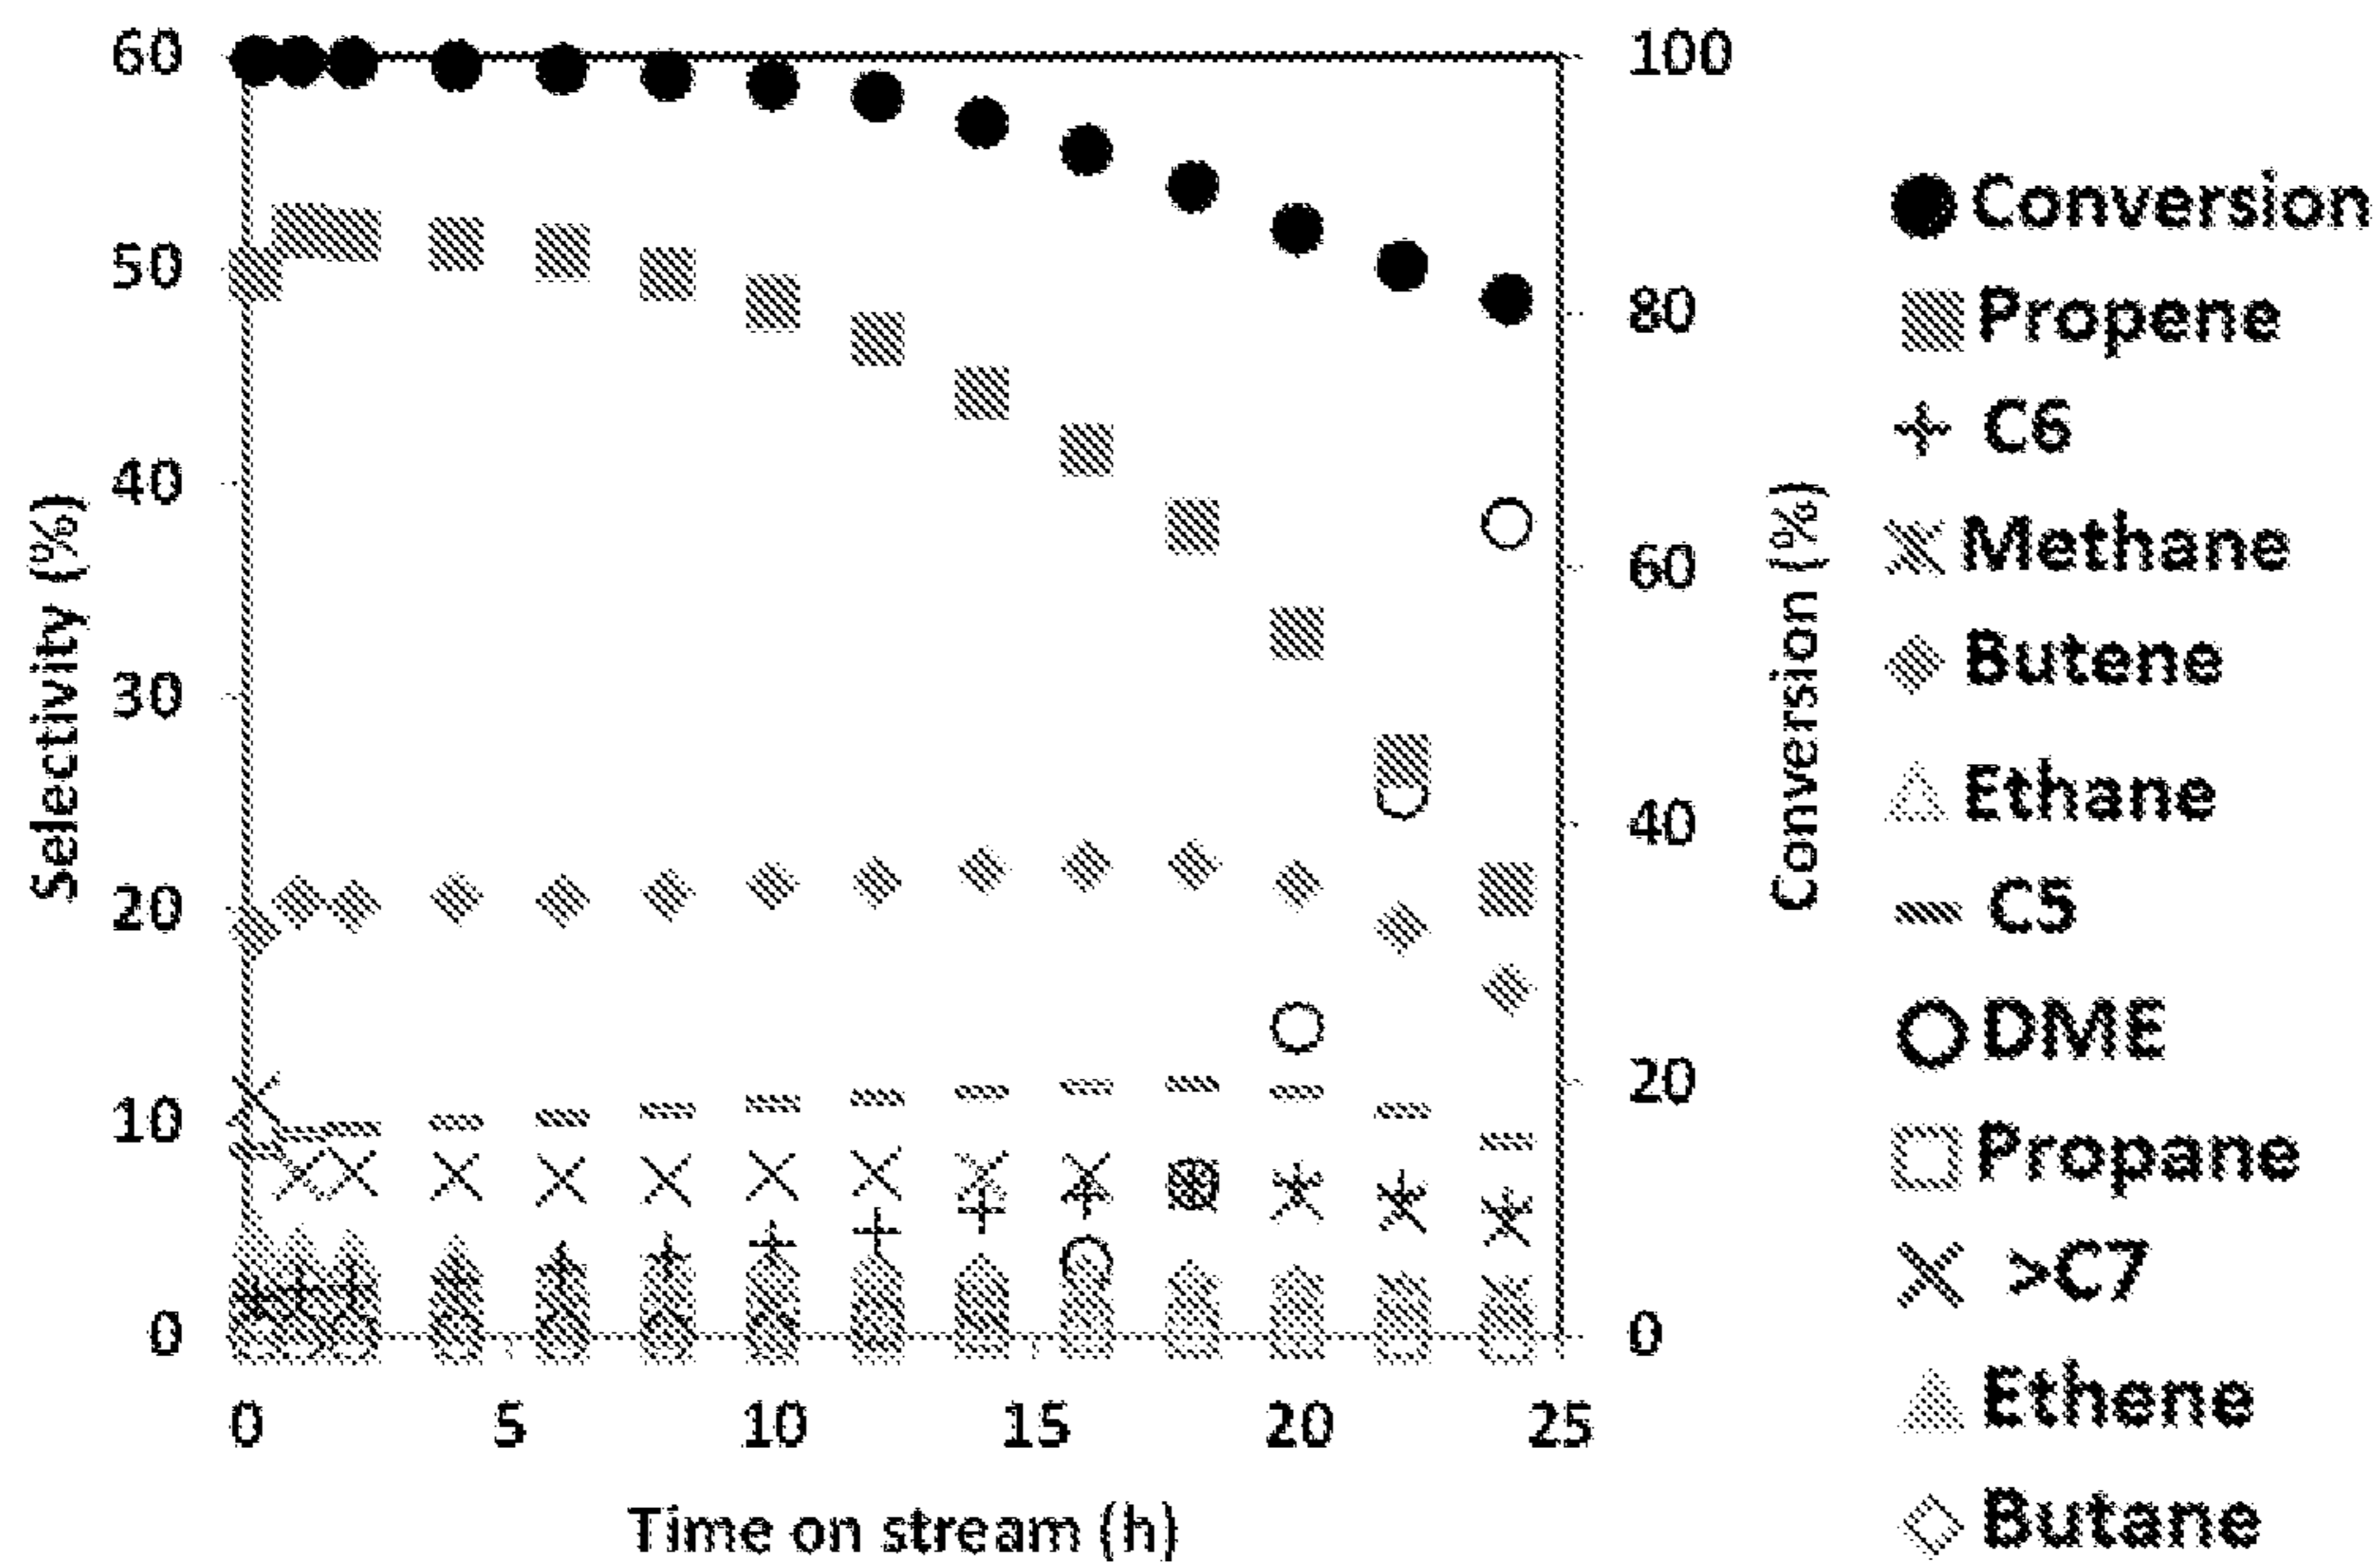 60
50
40
30
20
10
0
Selectivity (%)
0 5 10 15 20 25
Time on stream (h)
100
80
60
40
20
0
Conversion (%)
Conversion
Propene
C6
Methane
Butene
Ethane
C5
DME
Propane
>C7
Ethene
Butane